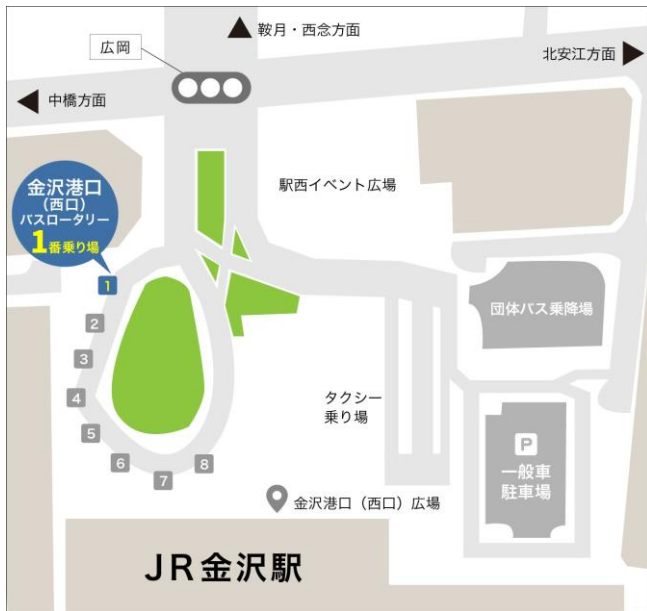 鞍月・西念方面
広岡
北安江方面
中橋方面
駅西イベント広場
金沢港口
(西口)
バスロータリー
1番乗り場
1
2
3
4
5
6
7
8
団体バス乗降場
タクシー
乗り場
P
一般車
駐車場
金沢港口（西口）広場
JR金沢駅